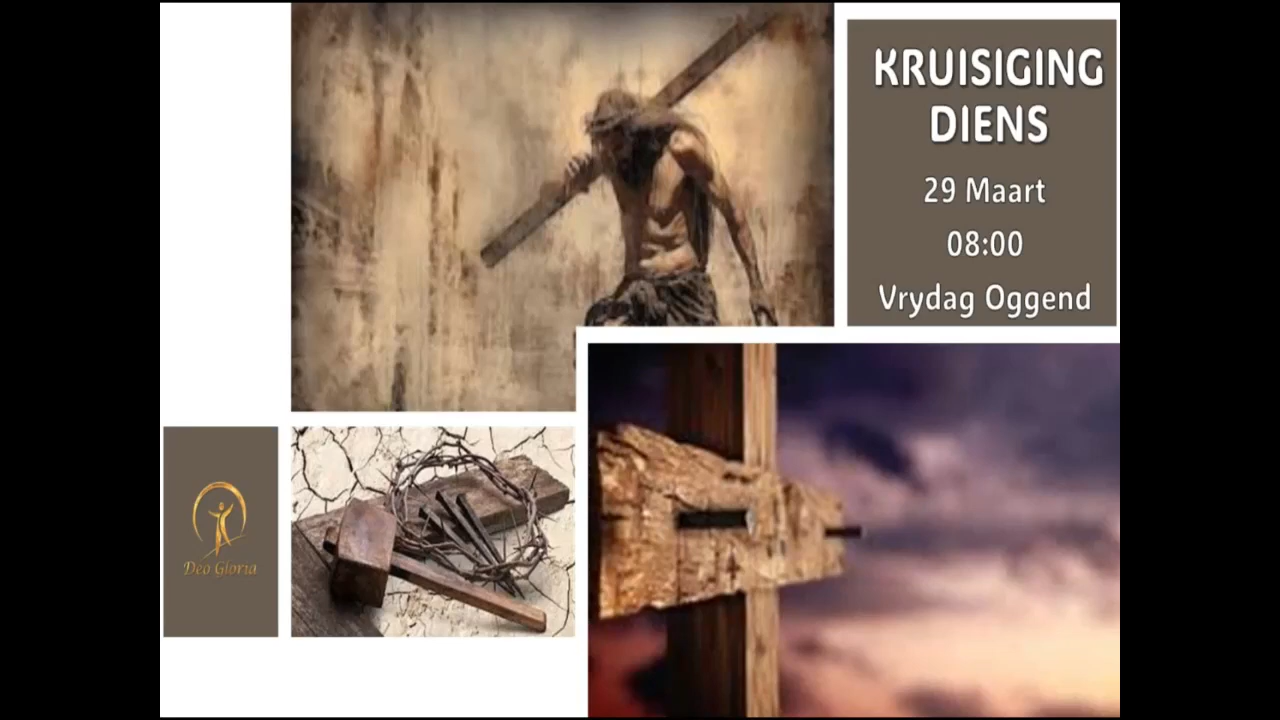 KRUISIGING
DIENS
29 Maart
08:00
Vrydag Oggend
Deo Gloria